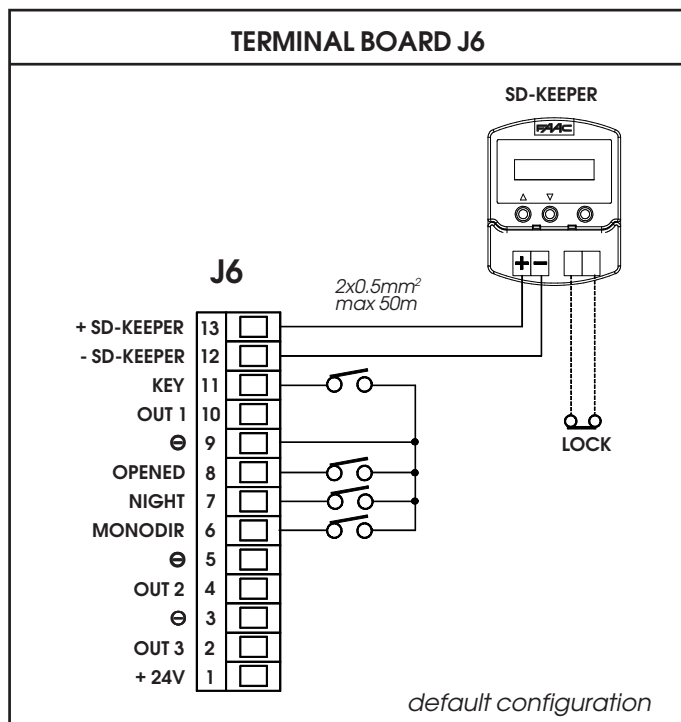 TERMINAL BOARD J6
SD-KEEPER
FAAC
+ −
J6
2x0.5mm²
max 50m
+ SD-KEEPER 13
- SD-KEEPER 12
KEY 11
OUT 1 10
⊖ 9
OPENED 8
NIGHT 7
MONODIR 6
⊖ 5
OUT 2 4
⊖ 3
OUT 3 2
+ 24V 1
LOCK
default configuration